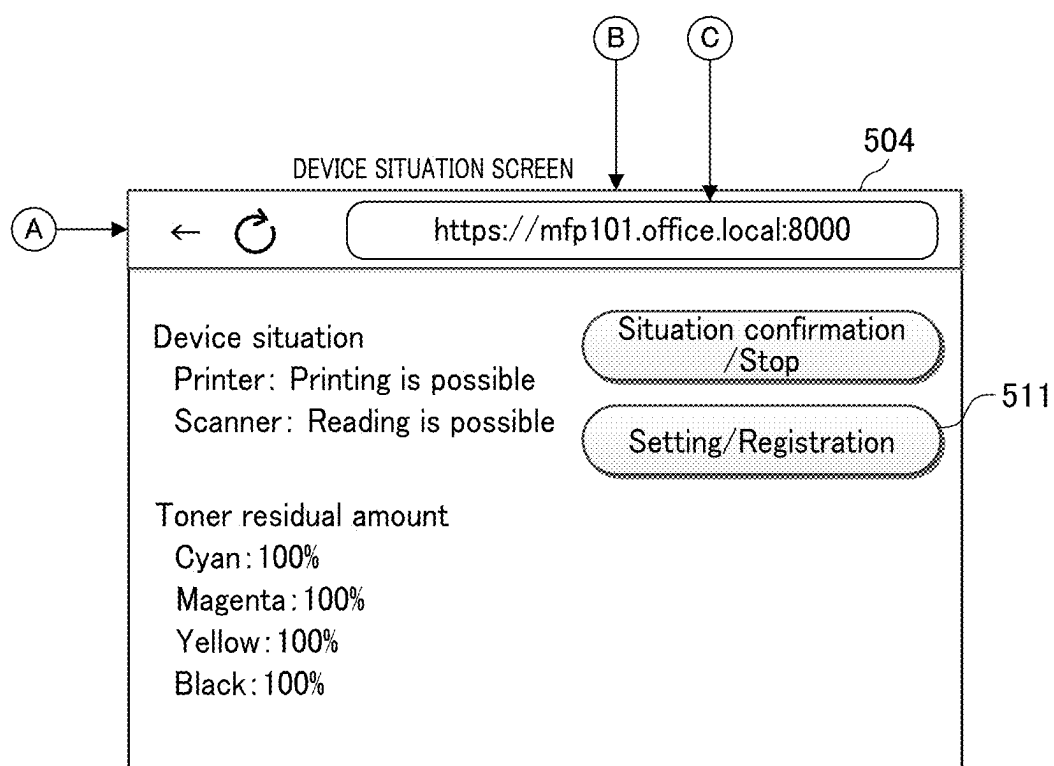 B C
504
DEVICE SITUATION SCREEN
A
← https://mfp101.office.local:8000
Device situation
Printer: Printing is possible
Scanner: Reading is possible
Situation confirmation
/Stop
Setting/Registration
511
Toner residual amount
Cyan:100%
Magenta:100%
Yellow:100%
Black:100%